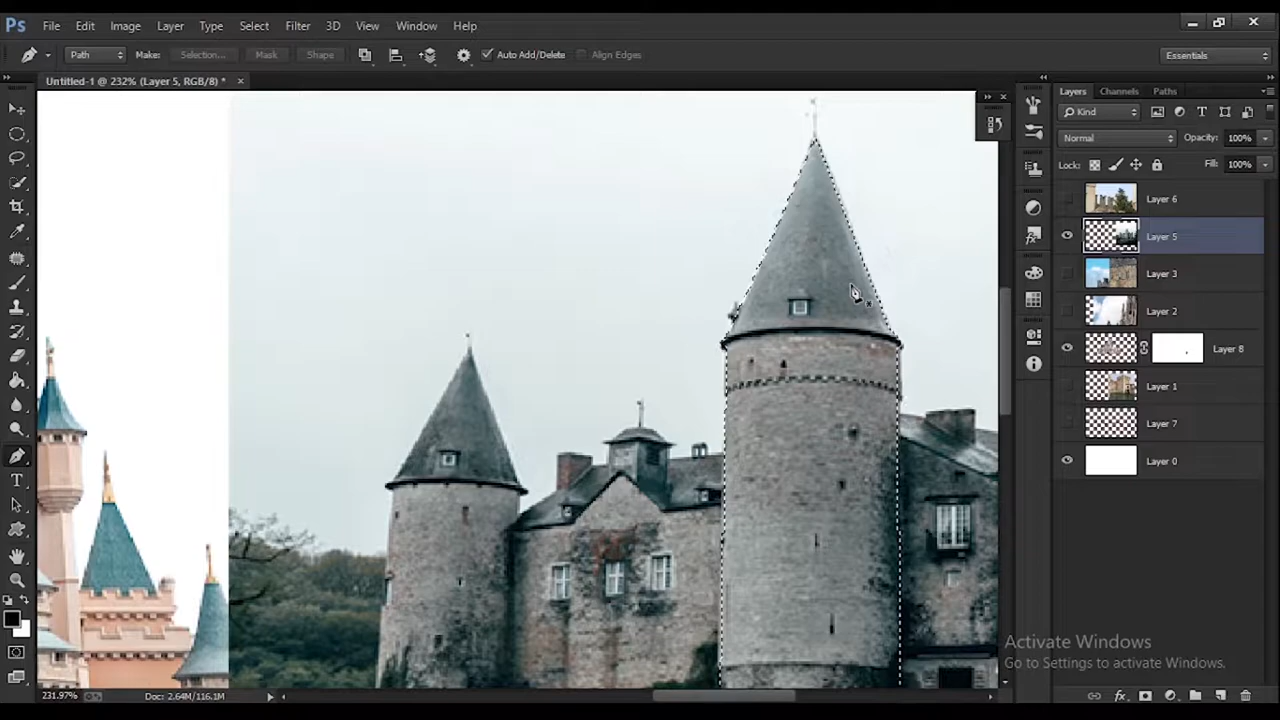 Ps File Edit Image Layer Type Select Filter 3D View Window Help
Path Make: Selection... Mask Shape Auto Add/Delete Align Edges Essentials
Untitled-1 @ 232% (Layer 5, RGB/8) *
Layers Channels Paths
Kind
Normal Opacity: 100%
Lock: Fill: 100%
Layer 6
Layer 5
Layer 3
Layer 2
Layer 8
Layer 1
Layer 7
Layer 0
Activate Windows
Go to Settings to activate Windows.
231.97% Doc: 2.64M/116.1M